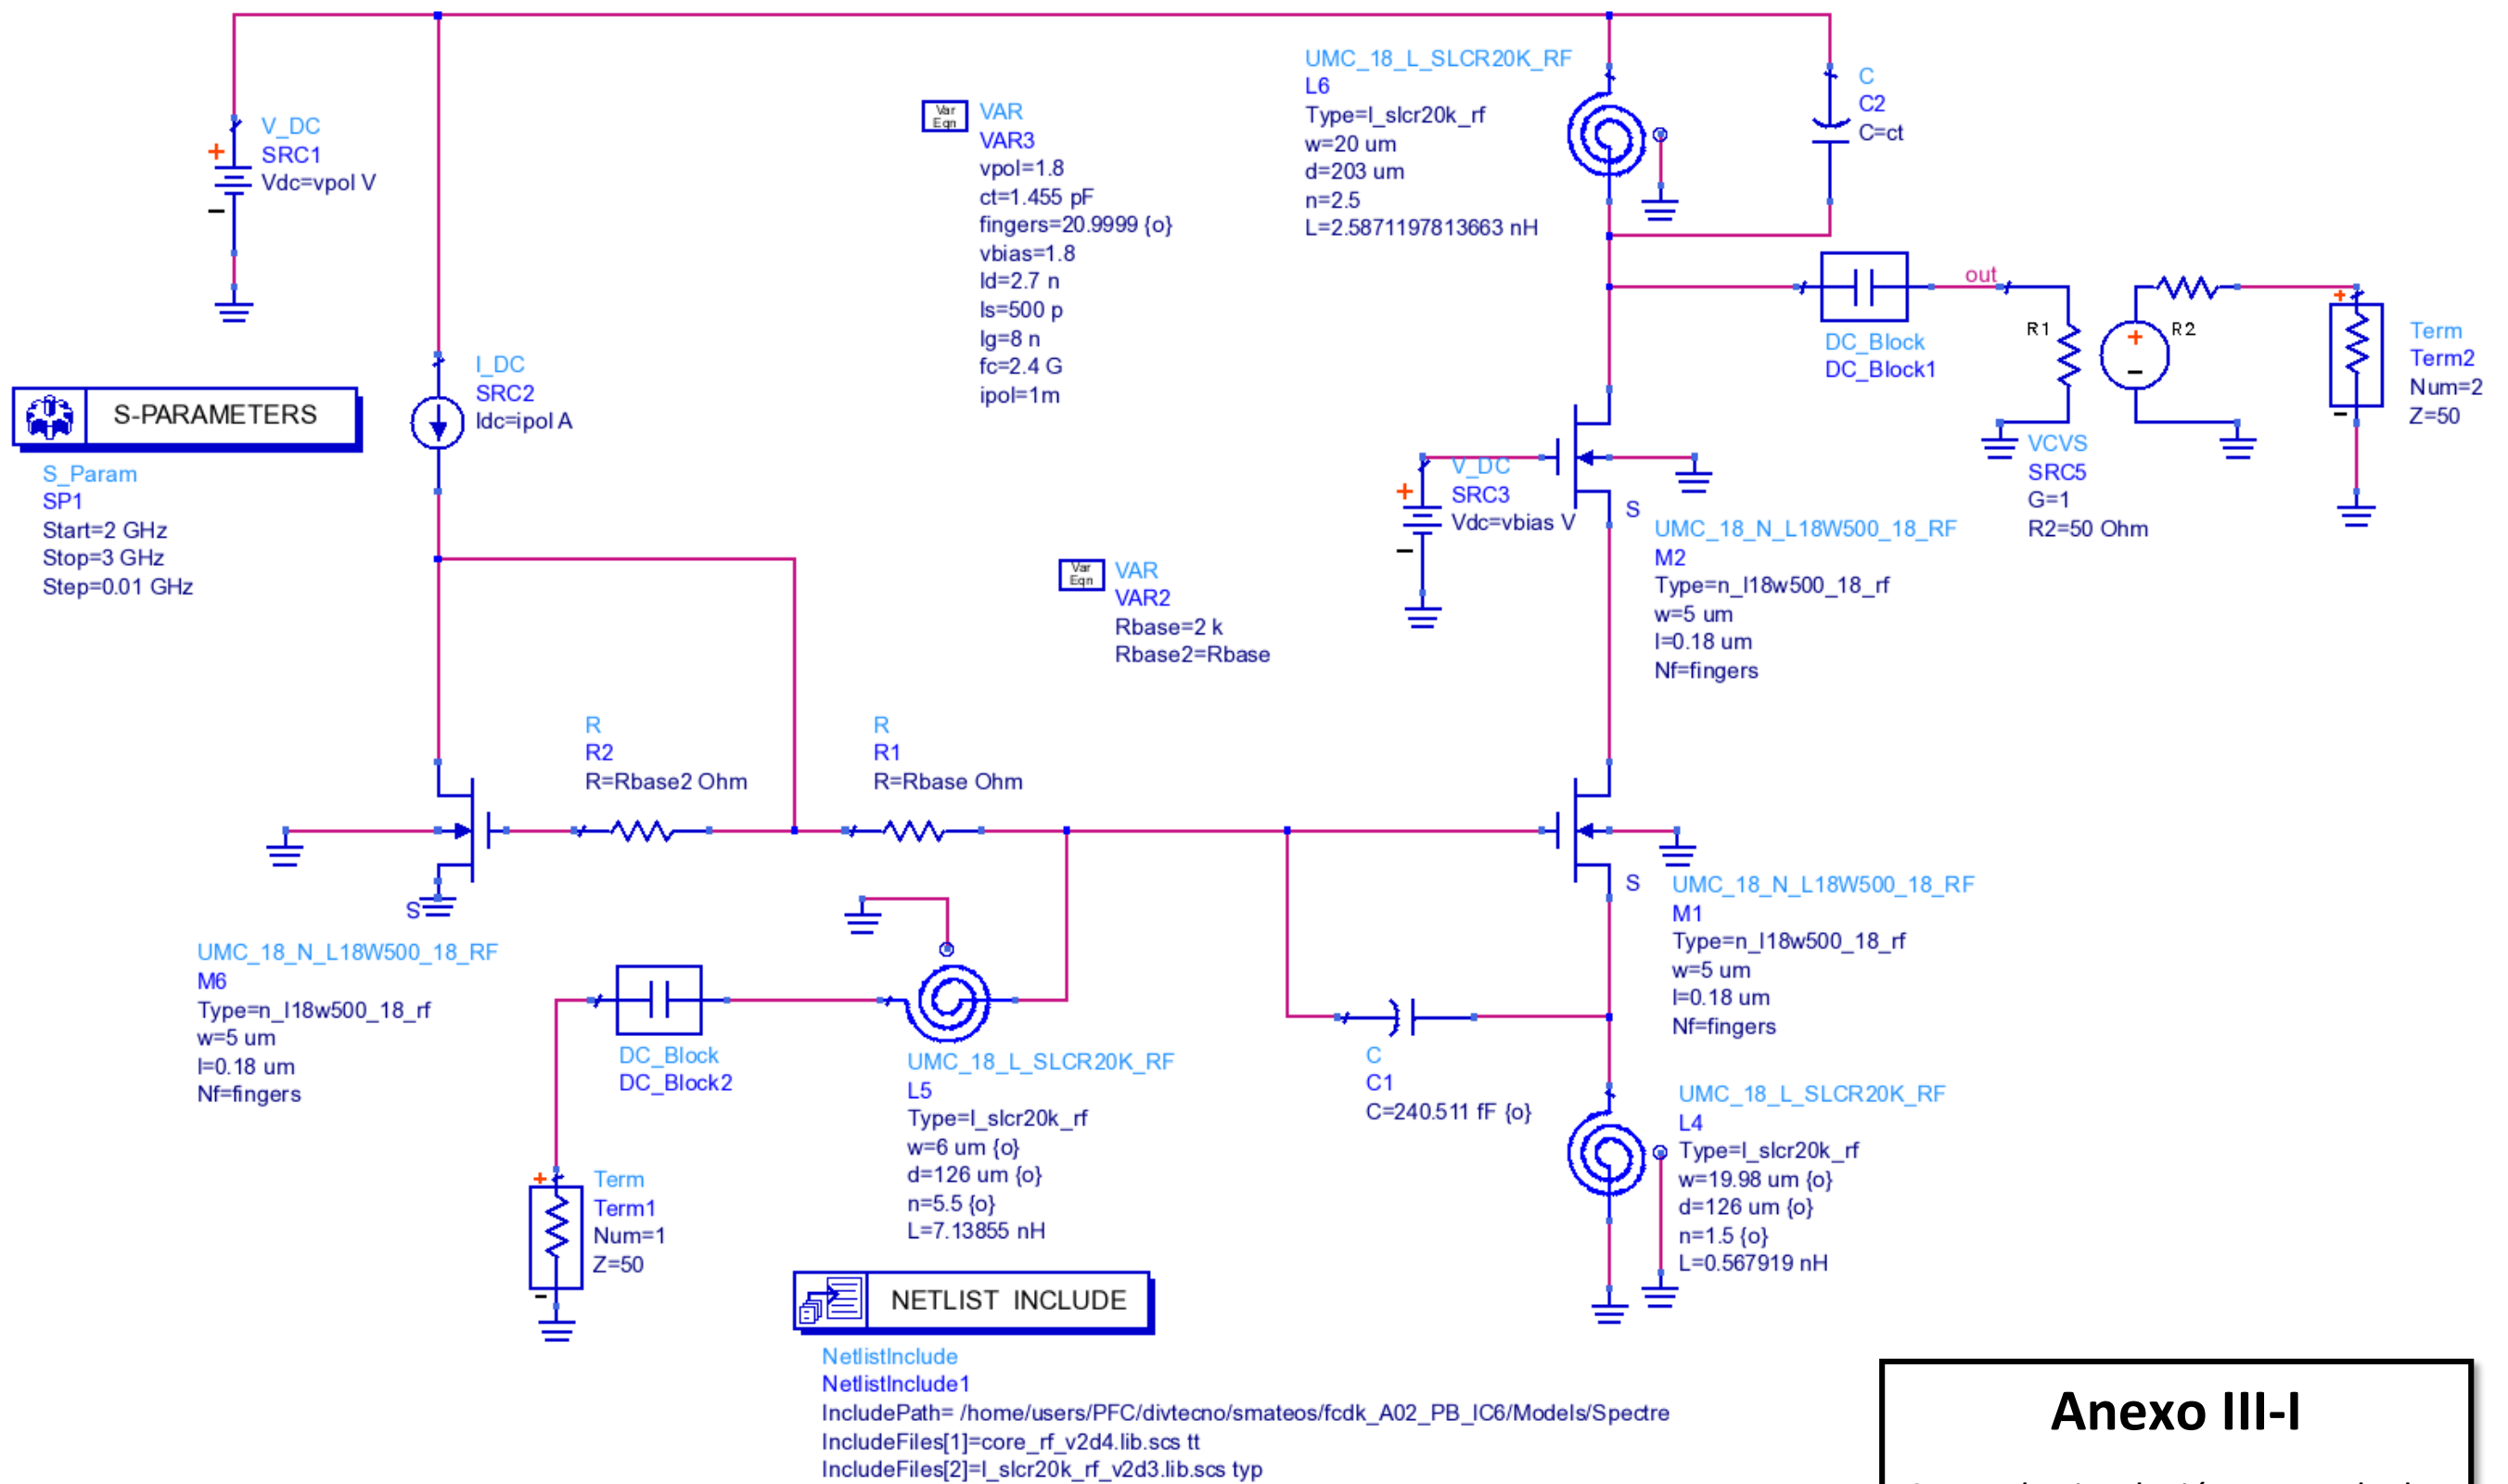 V_DC
SRC1
Vdc=vpol V
I_DC
SRC2
Idc=ipol A
S-PARAMETERS
S_Param
SP1
Start=2 GHz
Stop=3 GHz
Step=0.01 GHz
Var
Eqn
VAR
VAR3
vpol=1.8
ct=1.455 pF
fingers=20.9999 {o}
vbias=1.8
ld=2.7 n
ls=500 p
lg=8 n
fc=2.4 G
ipol=1m
UMC_18_L_SLCR20K_RF
L6
Type=l_slcr20k_rf
w=20 um
d=203 um
n=2.5
L=2.5871197813663 nH
C
C2
C=ct
DC_Block
DC_Block1
out
R1
R2
VCVS
SRC5
G=1
R2=50 Ohm
Term
Term2
Num=2
Z=50
V_DC
SRC3
Vdc=vbias V
S
UMC_18_N_L18W500_18_RF
M2
Type=n_l18w500_18_rf
w=5 um
l=0.18 um
Nf=fingers
Var
Eqn
VAR
VAR2
Rbase=2 k
Rbase2=Rbase
R
R2
R=Rbase2 Ohm
R
R1
R=Rbase Ohm
S
UMC_18_N_L18W500_18_RF
M6
Type=n_l18w500_18_rf
w=5 um
l=0.18 um
Nf=fingers
S
UMC_18_N_L18W500_18_RF
M1
Type=n_l18w500_18_rf
w=5 um
l=0.18 um
Nf=fingers
DC_Block
DC_Block2
UMC_18_L_SLCR20K_RF
L5
Type=l_slcr20k_rf
w=6 um {o}
d=126 um {o}
n=5.5 {o}
L=7.13855 nH
C
C1
C=240.511 fF {o}
UMC_18_L_SLCR20K_RF
L4
Type=l_slcr20k_rf
w=19.98 um {o}
d=126 um {o}
n=1.5 {o}
L=0.567919 nH
Term
Term1
Num=1
Z=50
NETLIST INCLUDE
NetlistInclude
NetlistInclude1
IncludePath= /home/users/PFC/divtecno/smateos/fcdk_A02_PB_IC6/Models/Spectre
IncludeFiles[1]=core_rf_v2d4.lib.scs tt
IncludeFiles[2]=l_slcr20k_rf_v2d3.lib.scs typ
Anexo III-I